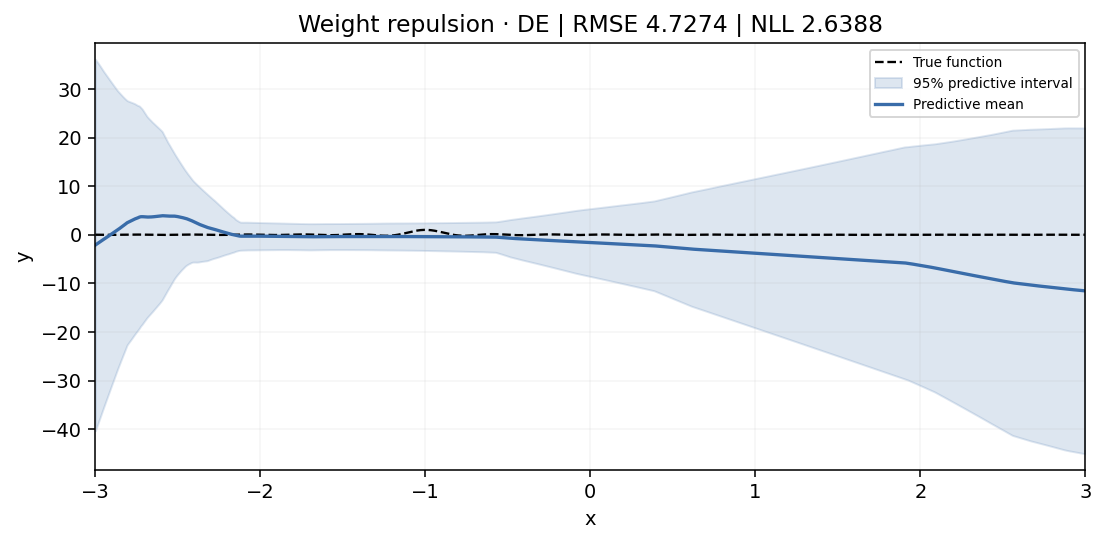 Weight repulsion · DE | RMSE 4.7274 | NLL 2.6388
True function
95% predictive interval
Predictive mean
30
20
10
0
−10
−20
−30
−40
y
−3 −2 −1 0 1 2 3
x